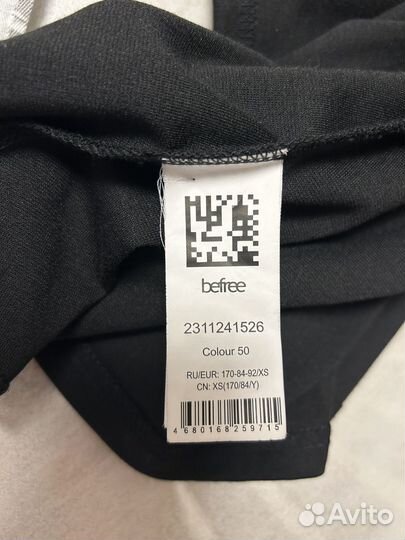 befree
2311241526
Colour 50
RU/EUR: 170-84-92/XS
CN: XS(170/84/Y)
4680168259715
Avito